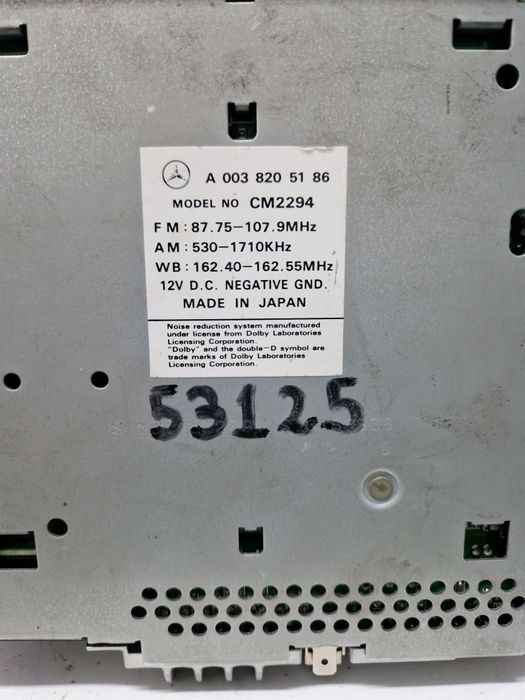 A 003 820 51 86
MODEL NO CM2294
FM : 87.75-107.9MHz
AM : 530-1710KHz
WB : 162.40-162.55MHz
12V D.C. NEGATIVE GND.
MADE IN JAPAN
Noise reduction system manufactured
under license from Dolby Laboratories
Licensing Corporation.
"Dolby" and the double-D symbol are
trade marks of Dolby Laboratories
Licensing Corporation.
53125